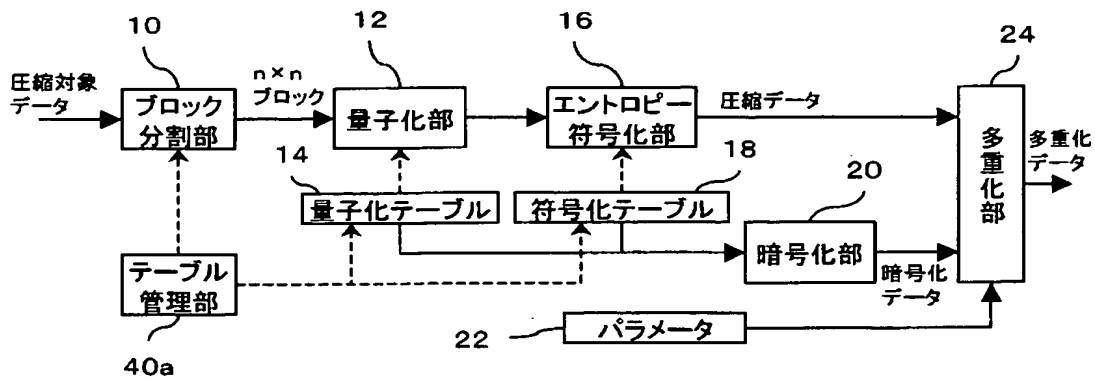 10
12
16
24
圧縮対象
データ
ブロック
分割部
n×n
ブロック
量子化部
エントロピー
符号化部
圧縮データ
多重化部
多重化
データ
14
18
20
量子化テーブル
符号化テーブル
暗号化部
暗号化
データ
テーブル
管理部
40a
22
パラメータ